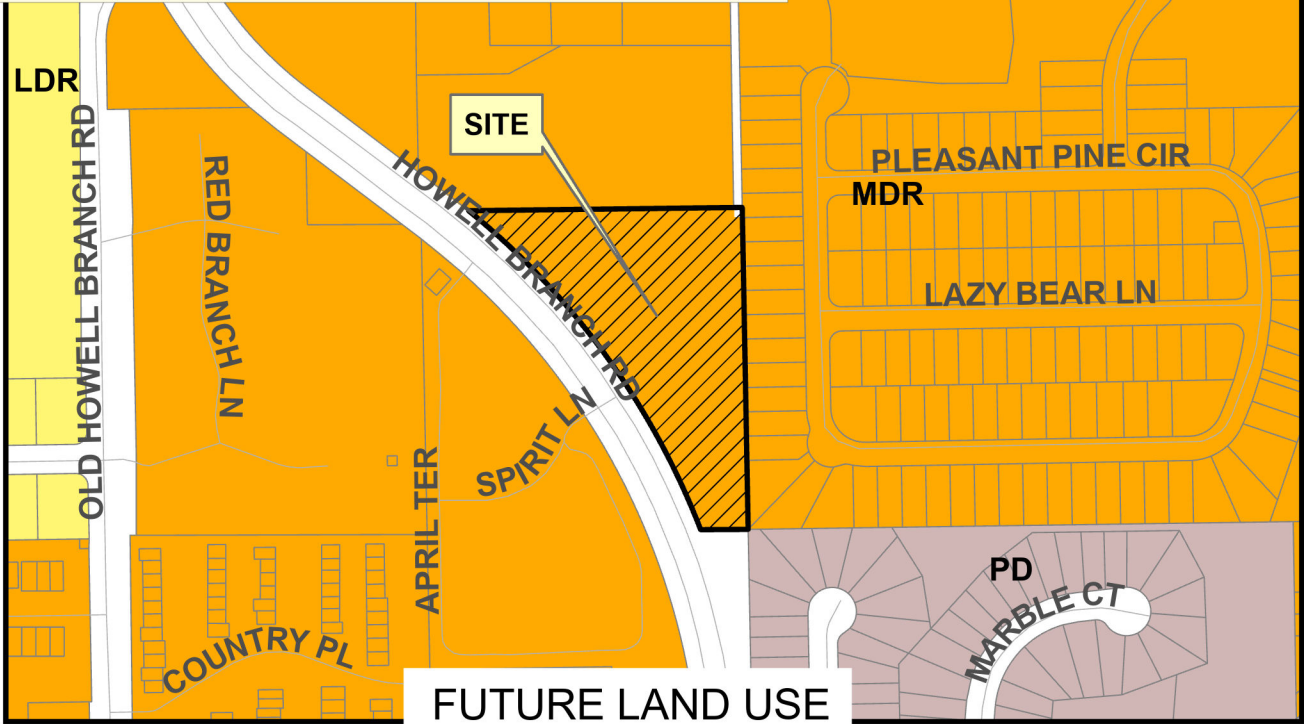 LDR
SITE
OLD HOWELL BRANCH RD
RED BRANCH LN
HOWELL BRANCH RD
PLEASANT PINE CIR
MDR
LAZY BEAR LN
SPIRIT LN
APRIL TER
PD
MARBLE CT
COUNTRY PL
FUTURE LAND USE